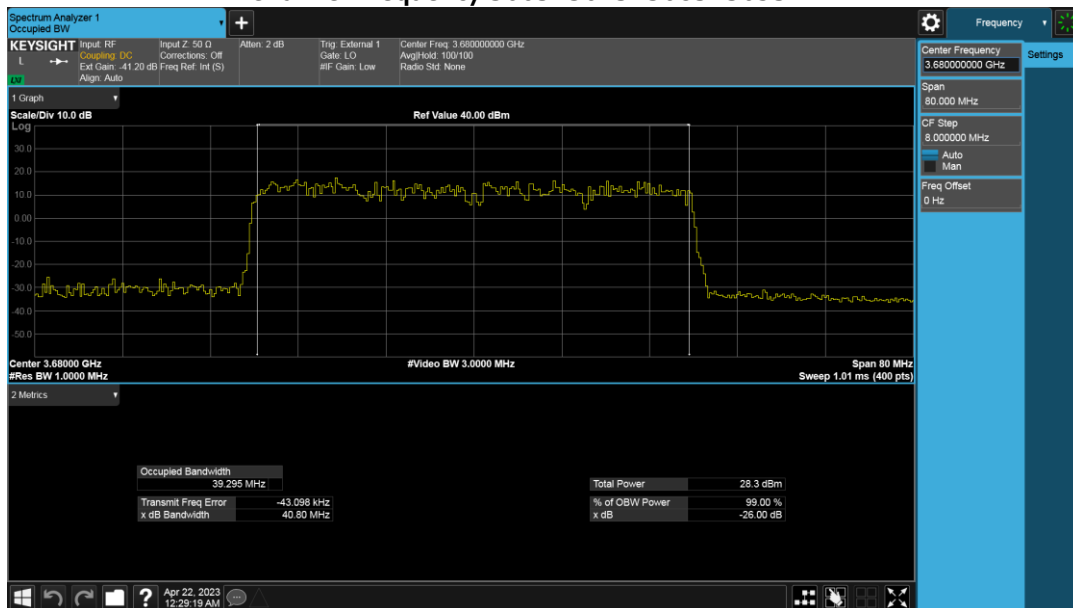 Spectrum Analyzer 1
Occupied BW
Frequency
KEYSIGHT
L
Input: RF
Coupling: DC
Ext Gain: -41.20 dB
Align: Auto
Input Z: 50 Ω
Corrections: Off
Freq Ref: Int (S)
Atten: 2 dB
Trig: External 1
Gate: LO
#IF Gain: Low
Center Freq: 3.680000000 GHz
Avg|Hold: 100/100
Radio Std: None
Center Frequency
3.680000000 GHz
Settings
Span
80.000 MHz
CF Step
8.000000 MHz
Auto
Man
Freq Offset
0 Hz
1 Graph
Scale/Div 10.0 dB
Ref Value 40.00 dBm
Log
30.0
20.0
10.0
0.00
-10.0
-20.0
-30.0
-40.0
-50.0
Center 3.68000 GHz
#Video BW 3.0000 MHz
Span 80 MHz
#Res BW 1.0000 MHz
Sweep 1.01 ms (400 pts)
2 Metrics
Occupied Bandwidth
39.295 MHz
Total Power 28.3 dBm
Transmit Freq Error -43.098 kHz
% of OBW Power 99.00 %
x dB Bandwidth 40.80 MHz
x dB -26.00 dB
?
Apr 22, 2023
12:29:19 AM